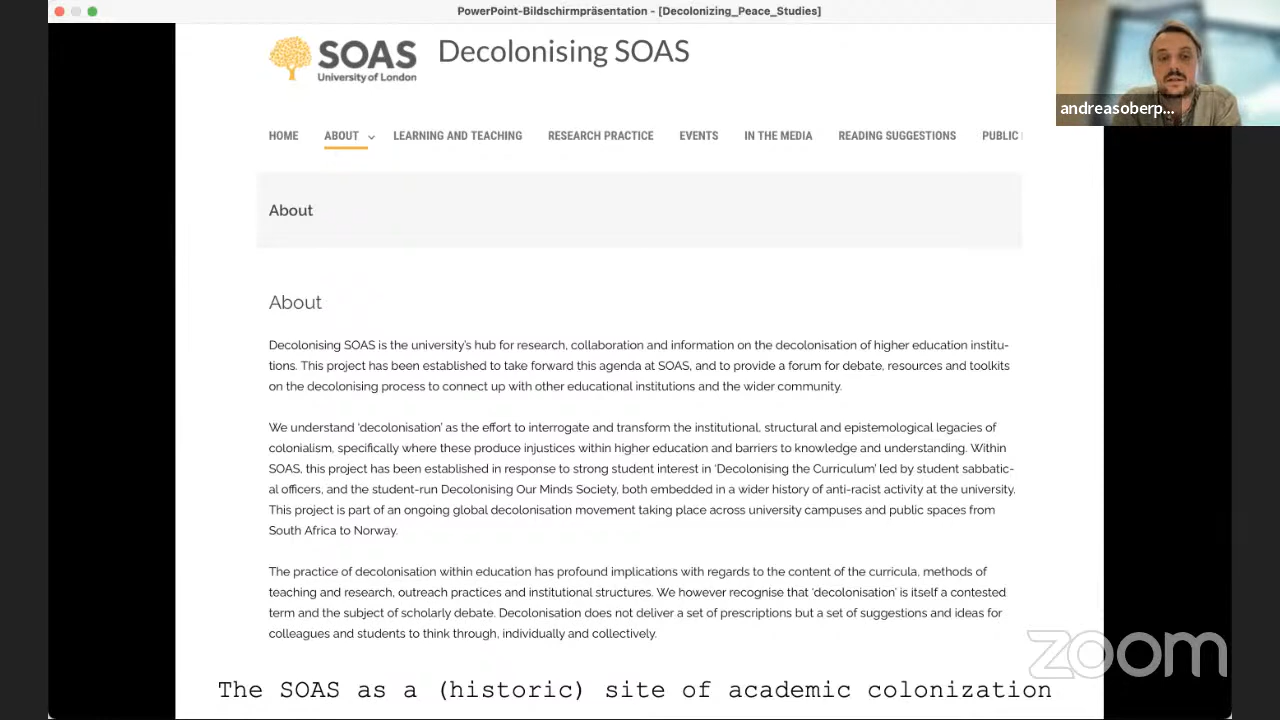 PowerPoint-Bildschirmpräsentation - [Decolonizing_Peace_Studies]
SOAS
University of London
Decolonising SOAS
andreasoberp...
HOME ABOUT LEARNING AND TEACHING RESEARCH PRACTICE EVENTS IN THE MEDIA READING SUGGESTIONS PUBLIC
About
About
Decolonising SOAS is the university's hub for research, collaboration and information on the decolonisation of higher education institu-
tions. This project has been established to take forward this agenda at SOAS, and to provide a forum for debate, resources and toolkits
on the decolonising process to connect up with other educational institutions and the wider community.
We understand 'decolonisation' as the effort to interrogate and transform the institutional, structural and epistemological legacies of
colonialism, specifically where these produce injustices within higher education and barriers to knowledge and understanding. Within
SOAS, this project has been established in response to strong student interest in 'Decolonising the Curriculum' led by student sabbatic-
al officers, and the student-run Decolonising Our Minds Society, both embedded in a wider history of anti-racist activity at the university.
This project is part of an ongoing global decolonisation movement taking place across university campuses and public spaces from
South Africa to Norway.
The practice of decolonisation within education has profound implications with regards to the content of the curricula, methods of
teaching and research, outreach practices and institutional structures. We however recognise that 'decolonisation' is itself a contested
term and the subject of scholarly debate. Decolonisation does not deliver a set of prescriptions but a set of suggestions and ideas for
colleagues and students to think through, individually and collectively.
zoom
The SOAS as a (historic) site of academic colonization